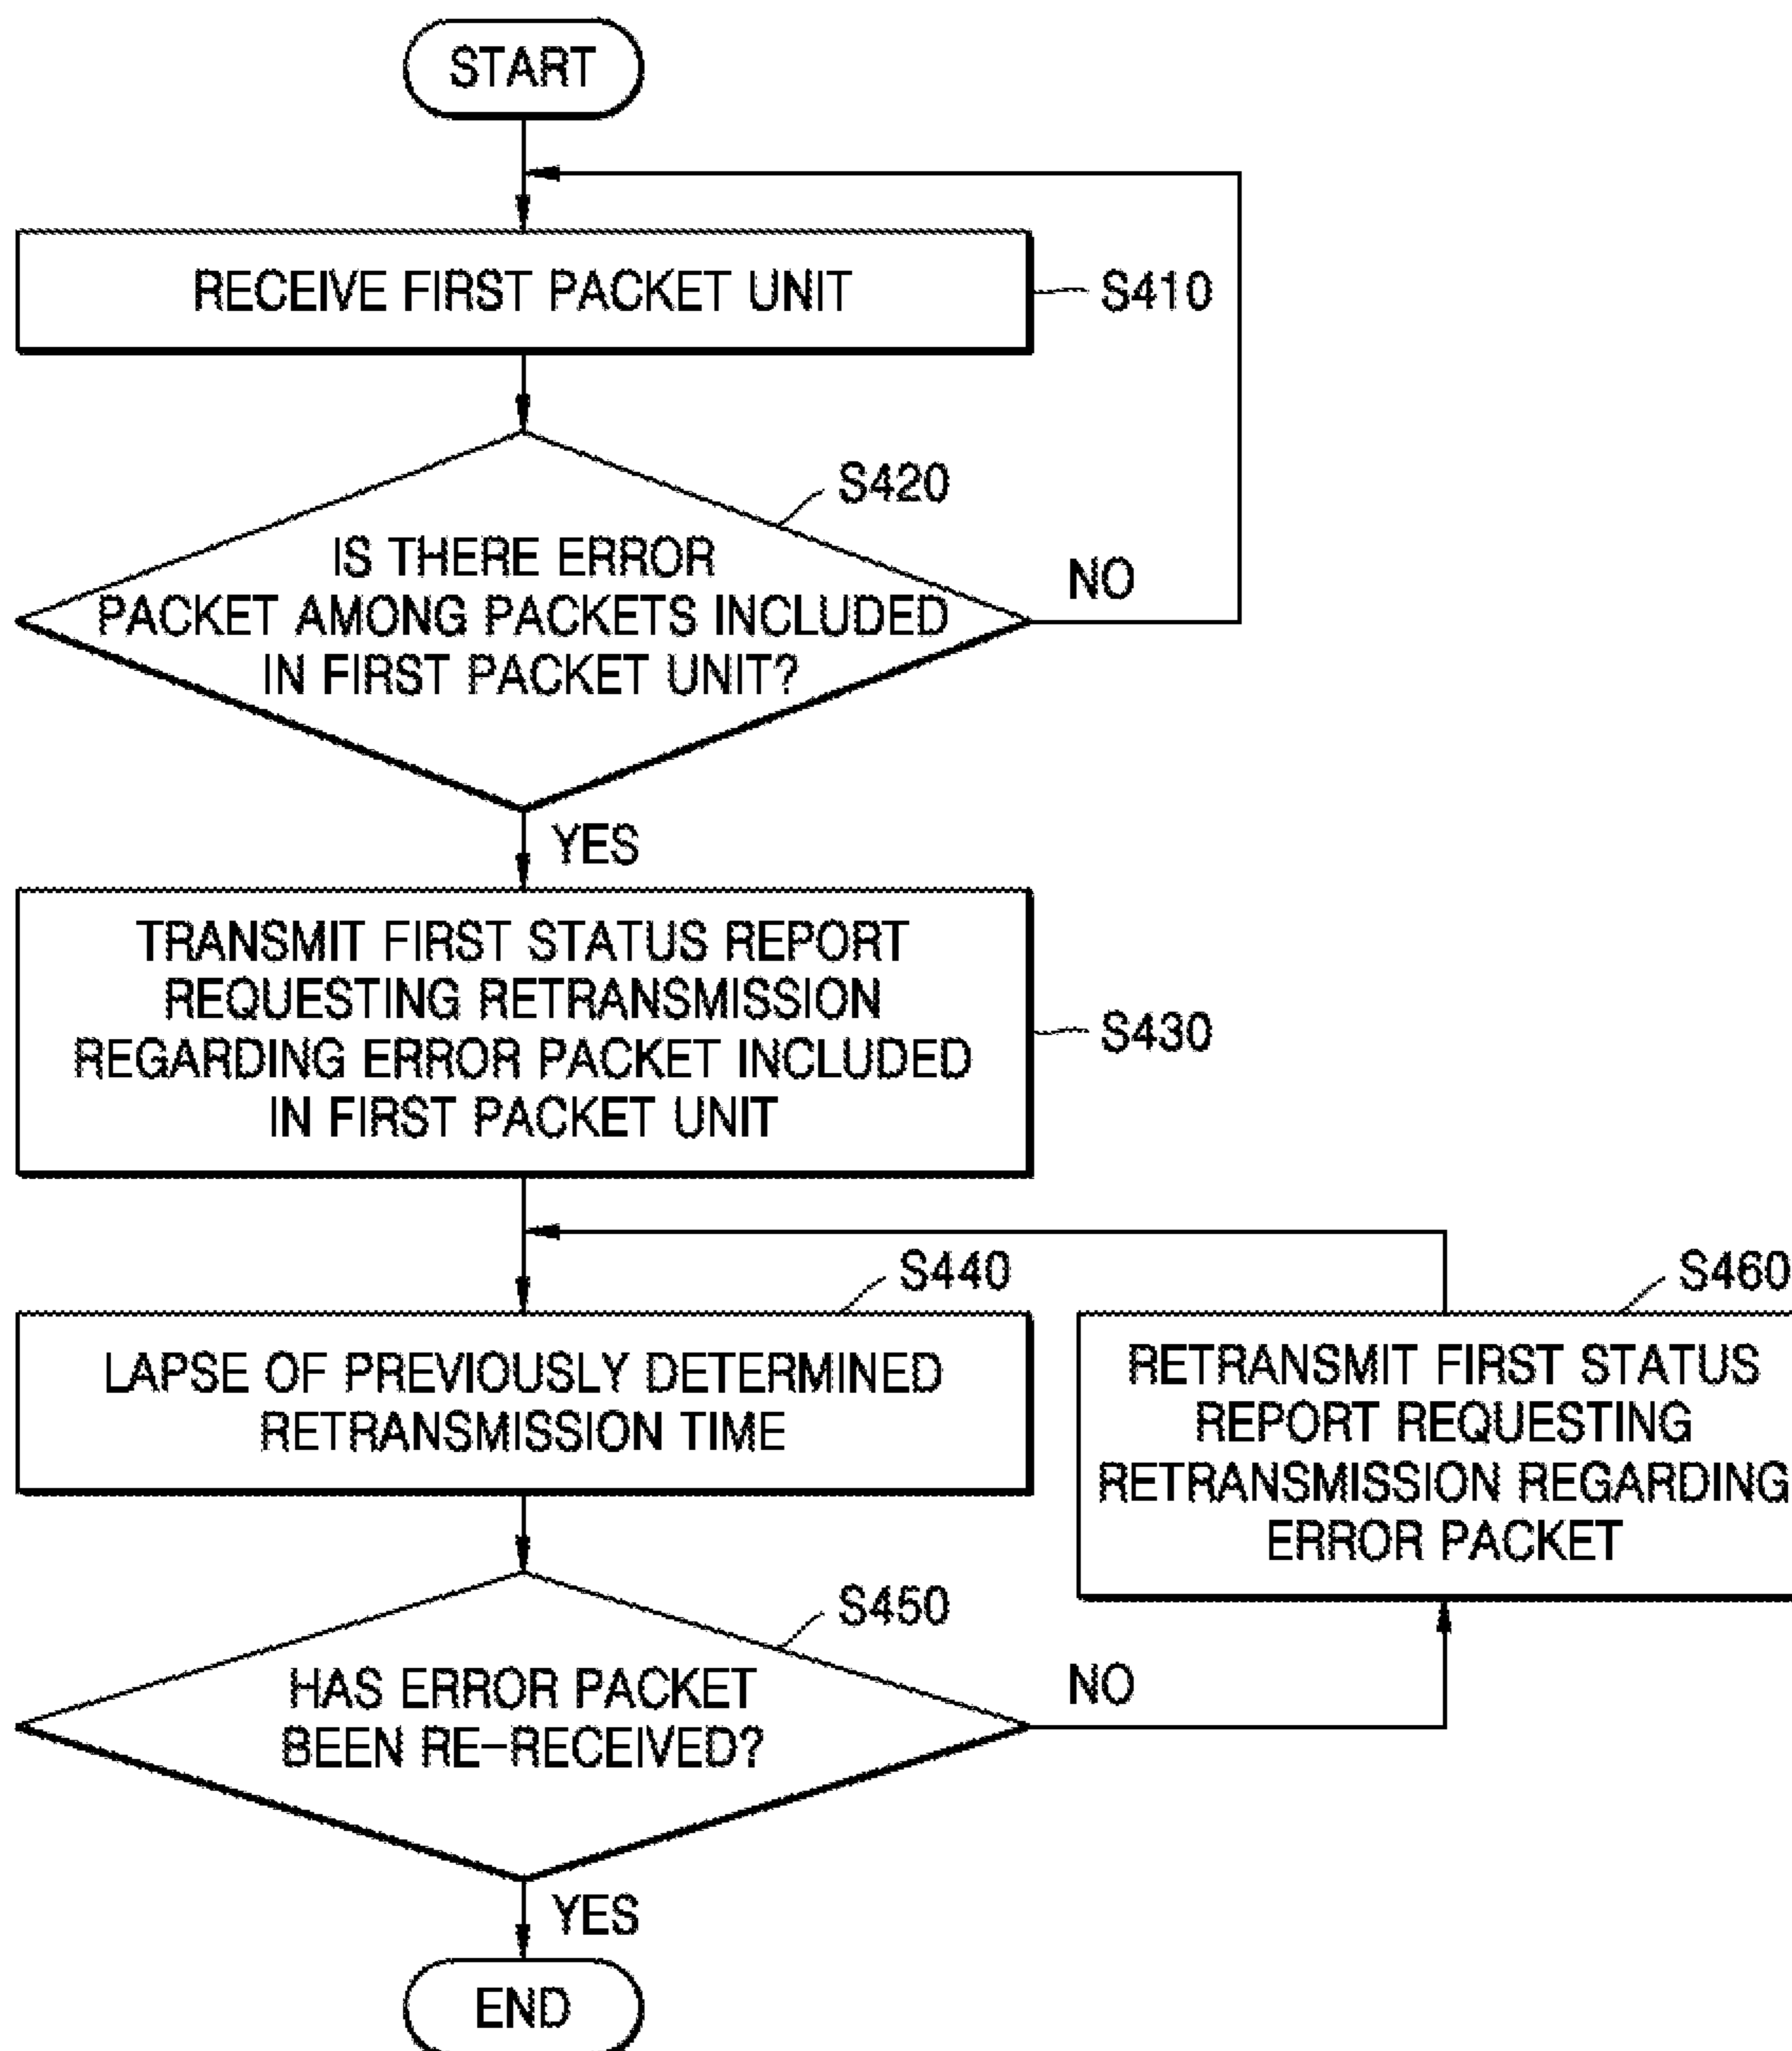 START
RECEIVE FIRST PACKET UNIT
S410
S420
IS THERE ERROR
PACKET AMONG PACKETS INCLUDED
IN FIRST PACKET UNIT?
NO
YES
TRANSMIT FIRST STATUS REPORT
REQUESTING RETRANSMISSION
REGARDING ERROR PACKET INCLUDED
IN FIRST PACKET UNIT
S430
S440
LAPSE OF PREVIOUSLY DETERMINED
RETRANSMISSION TIME
S460
RETRANSMIT FIRST STATUS
REPORT REQUESTING
RETRANSMISSION REGARDING
ERROR PACKET
S450
HAS ERROR PACKET
BEEN RE-RECEIVED?
NO
YES
END